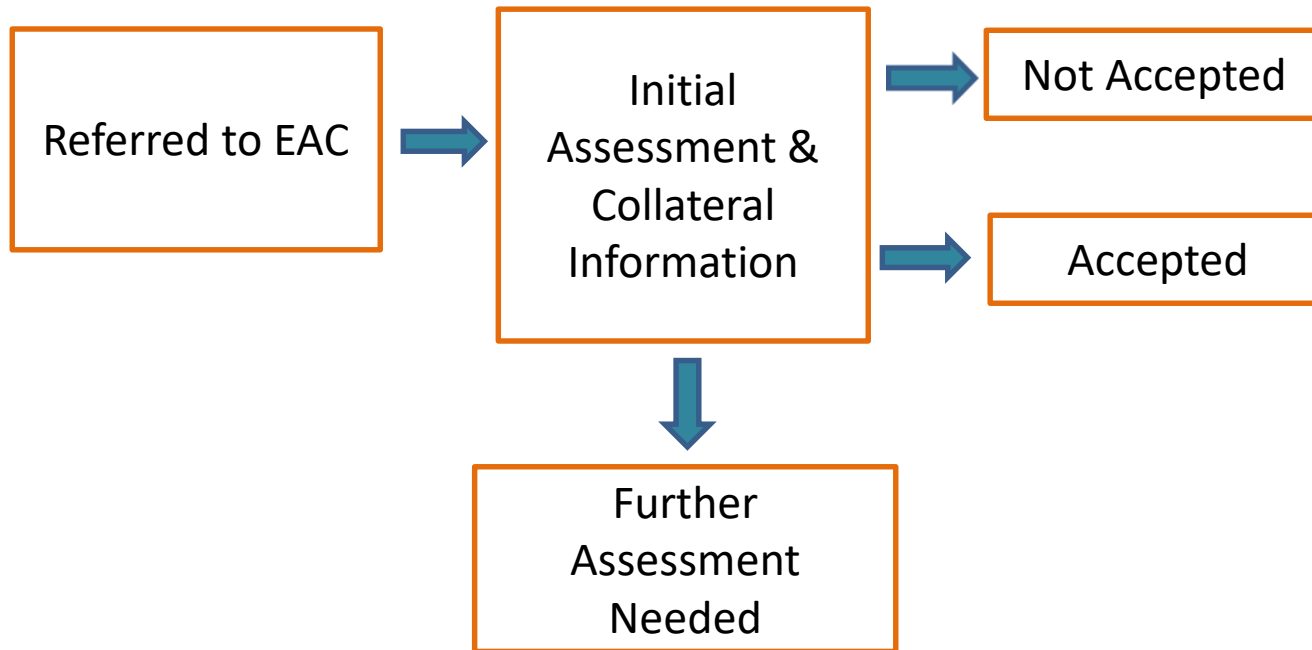 Referred to EAC
Initial
Assessment &
Collateral
Information
Not Accepted
Accepted
Further
Assessment
Needed